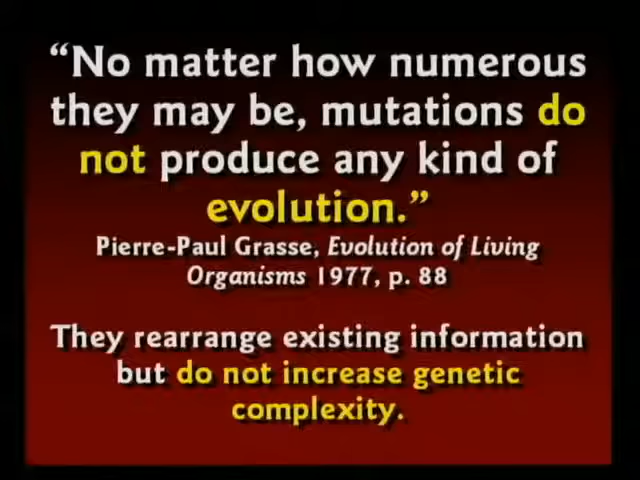 “No matter how numerous
they may be, mutations do
not produce any kind of
evolution.”
Pierre-Paul Grasse, Evolution of Living
Organisms 1977, p. 88
They rearrange existing information
but do not increase genetic
complexity.